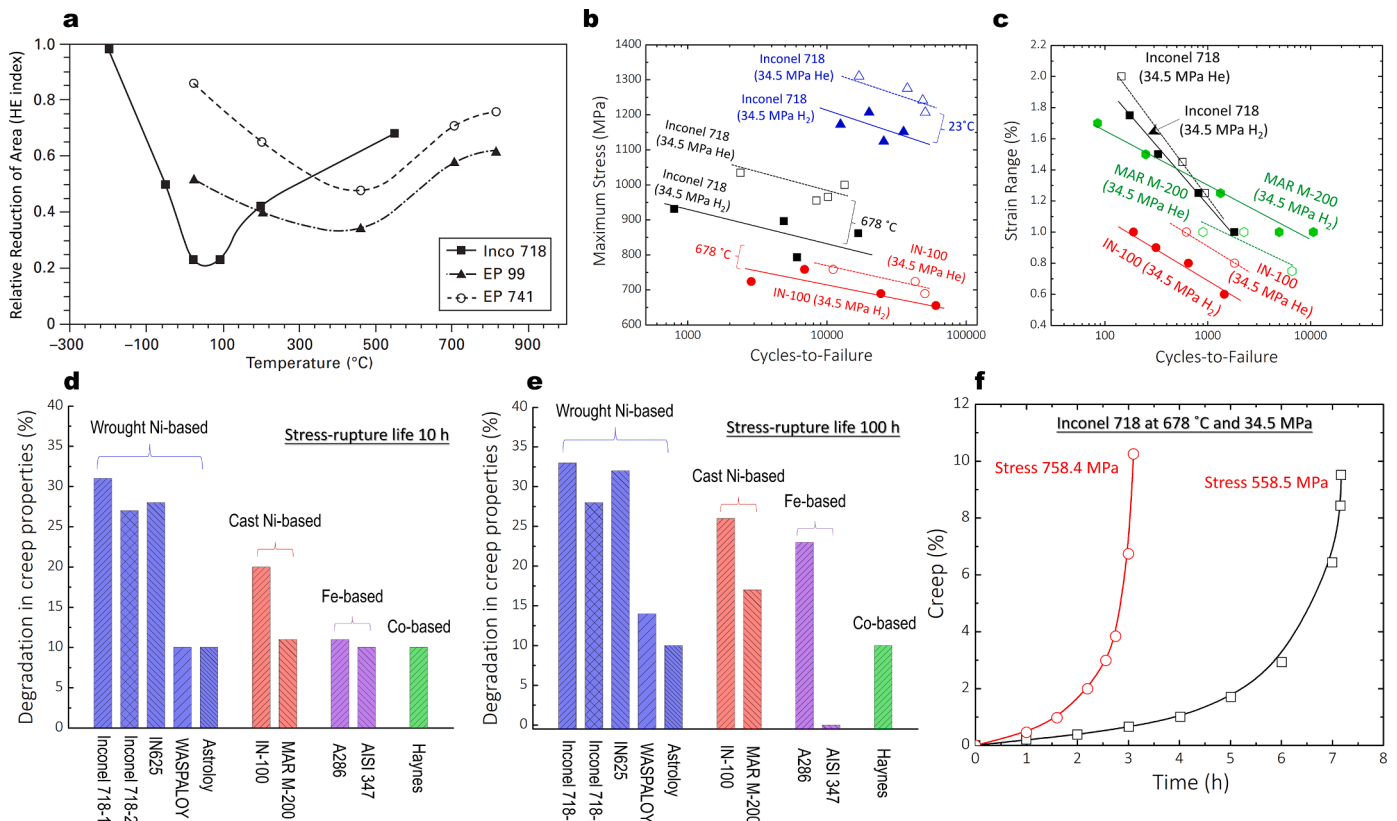 a
Relative Reduction of Area (HE index)
1.0
0.8
0.6
0.4
0.2
0
−300
−100
100
300
500
700
900
Temperature (°C)
Inco 718
EP 99
EP 741
b
Maximum Stress (MPa)
1400
1300
1200
1100
1000
900
800
700
600
1000
10000
100000
Cycles-to-Failure
Inconel 718
(34.5 MPa He)
Inconel 718
(34.5 MPa H2)
23˚C
Inconel 718
(34.5 MPa He)
Inconel 718
(34.5 MPa H2)
678 ˚C
678 ˚C
IN-100
(34.5 MPa He)
IN-100 (34.5 MPa H2)
c
Strain Range (%)
2.2
2.0
1.8
1.6
1.4
1.2
1.0
0.8
0.6
0.4
100
1000
10000
Cycles-to-Failure
Inconel 718
(34.5 MPa He)
Inconel 718
(34.5 MPa H2)
MAR M-200
(34.5 MPa He)
MAR M-200
(34.5 MPa H2)
IN-100
(34.5 MPa He)
IN-100 (34.5 MPa H2)
d
Degradation in creep properties (%)
40
35
30
25
20
15
10
5
0
Wrought Ni-based
Stress-rupture life 10 h
Cast Ni-based
Fe-based
Co-based
Inconel 718-1
Inconel 718-2
IN625
WASPALOY
Astroloy
IN-100
MAR M-200
A286
AISI 347
Haynes
e
Degradation in creep properties (%)
40
35
30
25
20
15
10
5
0
Wrought Ni-based
Stress-rupture life 100 h
Cast Ni-based
Fe-based
Co-based
Inconel 718-
Inconel 718-
IN625
WASPALOY
Astroloy
IN-100
MAR M-200
A286
AISI 347
Haynes
f
Creep (%)
12
10
8
6
4
2
0
0
1
2
3
4
5
6
7
8
Time (h)
Inconel 718 at 678 ˚C and 34.5 MPa
Stress 758.4 MPa
Stress 558.5 MPa